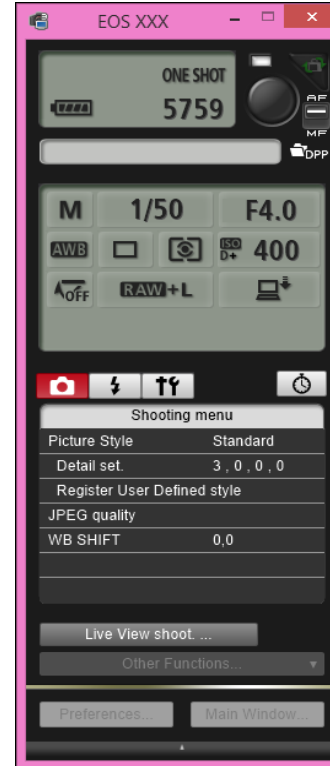 EOS XXX
ONE SHOT
5759
AF
MF
DPP
M 1/50 F4.0
AWB ISO D+ 400
OFF RAW+L
Shooting menu
Picture Style Standard
Detail set. 3 , 0 , 0 , 0
Register User Defined style
JPEG quality
WB SHIFT 0,0
Live View shoot. ...
Other Functions...
Preferences... Main Window...